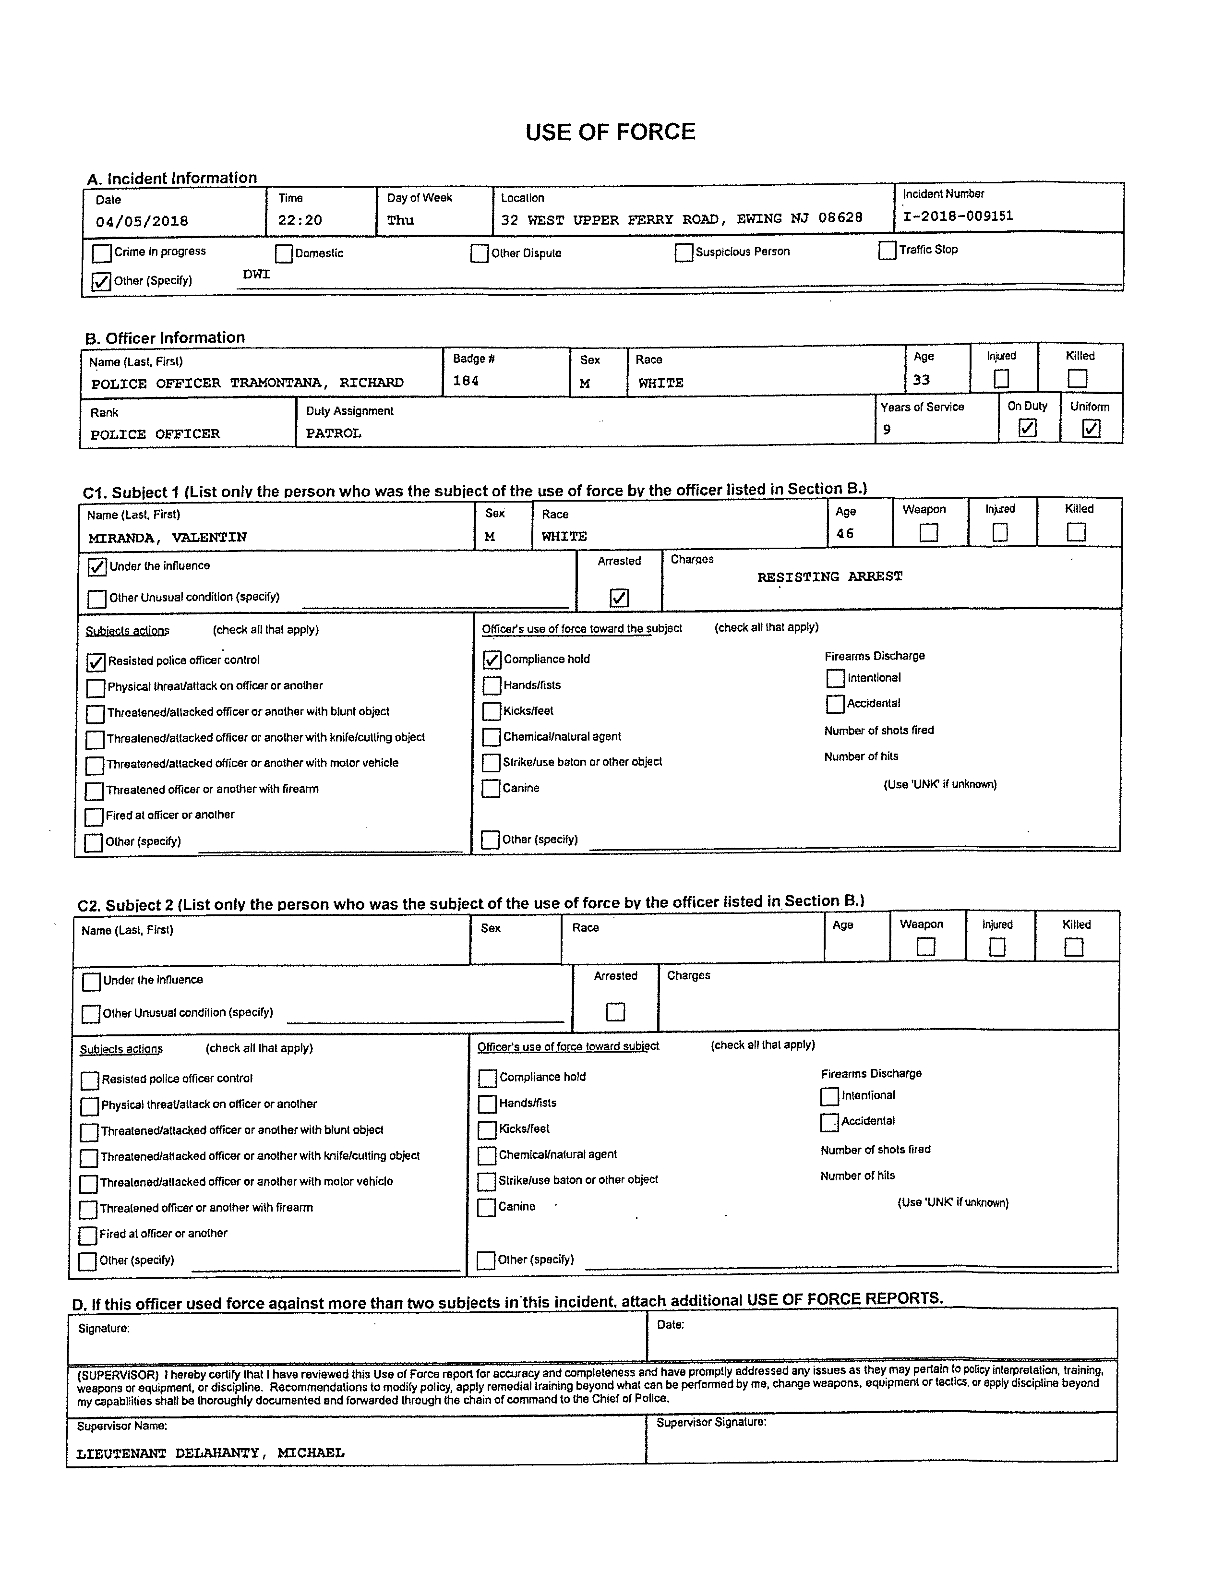 USE OF FORCE
A. Incident Information
Date Time Day of Week Location Incident Number
04/05/2018 22:20 Thu 32 WEST UPPER FERRY ROAD, EWING NJ 08628 I-2018-009151
Crime in progress Domestic Other Dispute Suspicious Person Traffic Stop
Other (Specify) DWI
B. Officer Information
Name (Last, First) Badge # Sex Race Age Injured Killed
POLICE OFFICER TRAMONTANA, RICHARD 184 M WHITE 33
Rank Duty Assignment Years of Service On Duty Uniform
POLICE OFFICER PATROL 9
C1. Subject 1 (List only the person who was the subject of the use of force by the officer listed in Section B.)
Name (Last, First) Sex Race Age Weapon Injured Killed
MIRANDA, VALENTIN M WHITE 46
Under the influence Arrested Charges
RESISTING ARREST
Other Unusual condition (specify)
Subjects actions (check all that apply) Officer's use of force toward the subject (check all that apply)
Resisted police officer control Compliance hold Firearms Discharge
Physical threat/attack on officer or another Hands/fists Intentional
Threatened/attacked officer or another with blunt object Kicks/feet Accidental
Threatened/attacked officer or another with knife/cutting object Chemical/natural agent Number of shots fired
Threatened/attacked officer or another with motor vehicle Strike/use baton or other object Number of hits
Threatened officer or another with firearm Canine (Use 'UNK' if unknown)
Fired at officer or another
Other (specify) Other (specify)
C2. Subject 2 (List only the person who was the subject of the use of force by the officer listed in Section B.)
Name (Last, First) Sex Race Age Weapon Injured Killed
Under the influence Arrested Charges
Other Unusual condition (specify)
Subjects actions (check all that apply) Officer's use of force toward subject (check all that apply)
Resisted police officer control Compliance hold Firearms Discharge
Physical threat/attack on officer or another Hands/fists Intentional
Threatened/attacked officer or another with blunt object Kicks/feet Accidental
Threatened/attacked officer or another with knife/cutting object Chemical/natural agent Number of shots fired
Threatened/attacked officer or another with motor vehicle Strike/use baton or other object Number of hits
Threatened officer or another with firearm Canine (Use 'UNK' if unknown)
Fired at officer or another
Other (specify) Other (specify)
D. If this officer used force against more than two subjects in this incident, attach additional USE OF FORCE REPORTS.
Signature: Date:
(SUPERVISOR) I hereby certify that I have reviewed this Use of Force report for accuracy and completeness and have promptly addressed any issues as they may pertain to policy interpretation, training,
weapons or equipment, or discipline. Recommendations to modify policy, apply remedial training beyond what can be performed by me, change weapons, equipment or tactics, or apply discipline beyond
my capabilities shall be thoroughly documented and forwarded through the chain of command to the Chief of Police.
Supervisor Name: Supervisor Signature:
LIEUTENANT DELAHANTY, MICHAEL